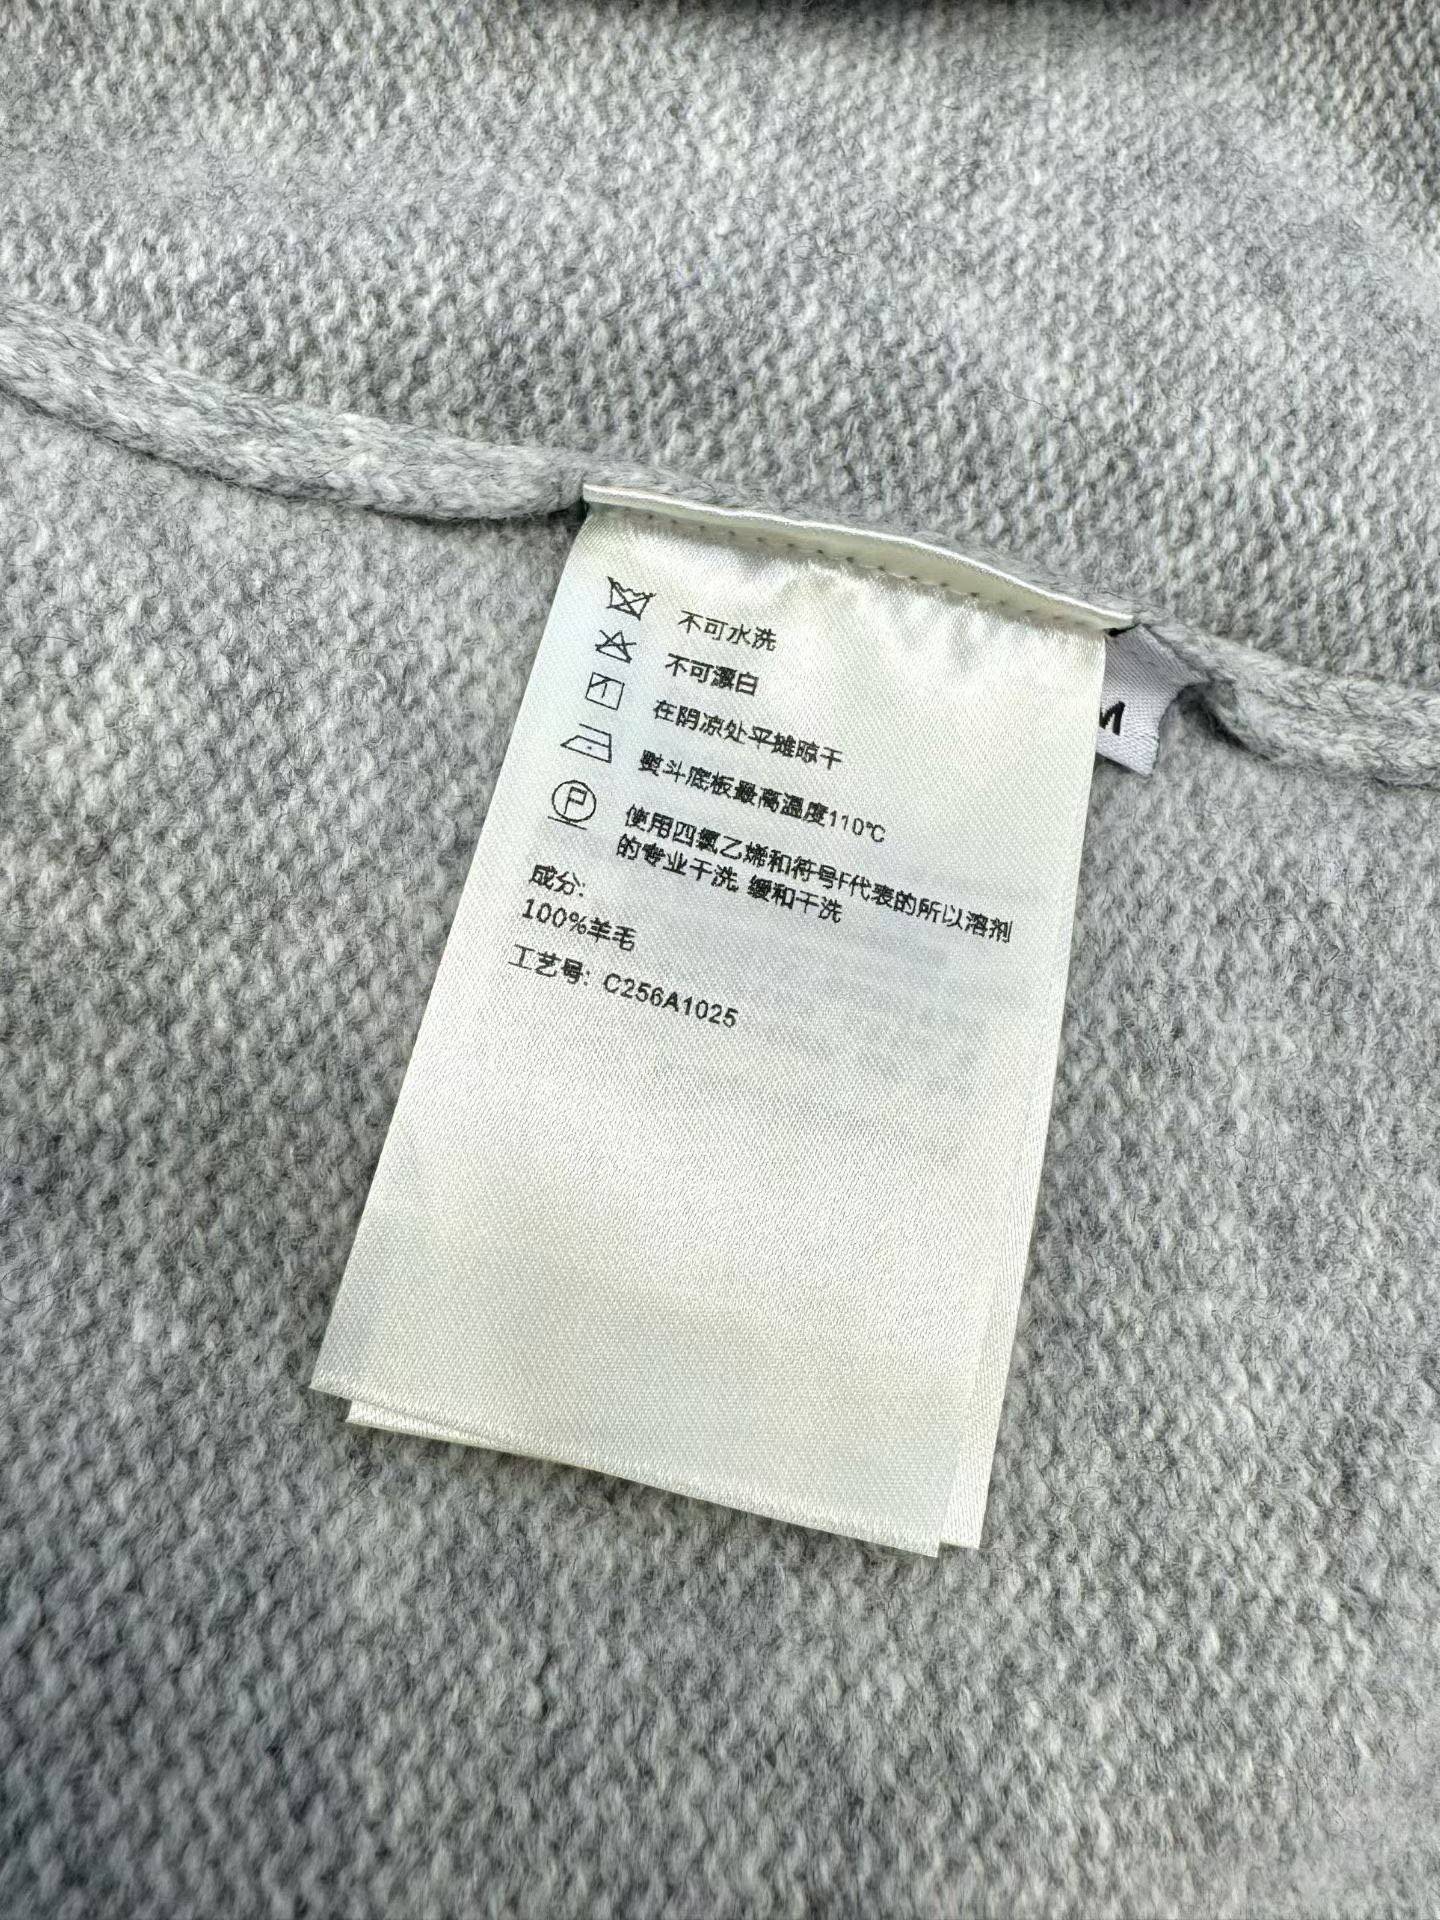 不可水洗
不可漂白
在阴凉处平摊晾干
熨斗底板最高温度110℃
P
使用四氯乙烯和符号F代表的所以溶剂
的专业干洗 缓和干洗
成分:
100%羊毛
工艺号: C256A1025
M